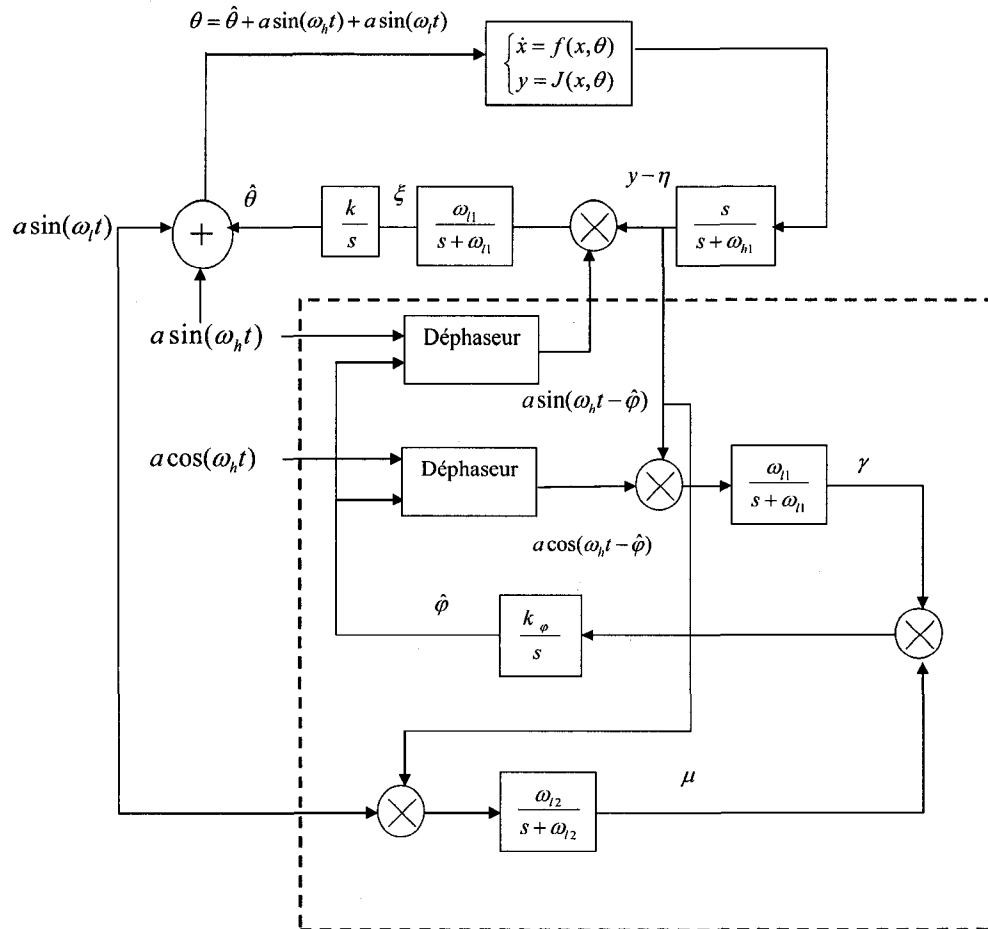 θ = θ̂ + a sin(ω_h t) + a sin(ω_l t)
{ ẋ = f(x, θ)
y = J(x, θ)
y − η
θ̂
k/s
ξ
ω_l1/(s + ω_l1)
s/(s + ω_h1)
a sin(ω_l t)
+
a sin(ω_h t)
Déphaseur
a sin(ω_h t − φ̂)
a cos(ω_h t)
Déphaseur
ω_l1/(s + ω_l1)
γ
a cos(ω_h t − φ̂)
φ̂
k_φ/s
μ
ω_l2/(s + ω_l2)